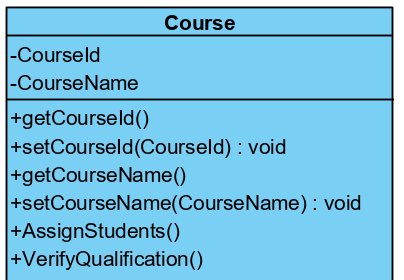 Course
-CourseId
-CourseName
+getCourseId()
+setCourseId(CourseId) : void
+getCourseName()
+setCourseName(CourseName) : void
+AssignStudents()
+VerifyQualification()